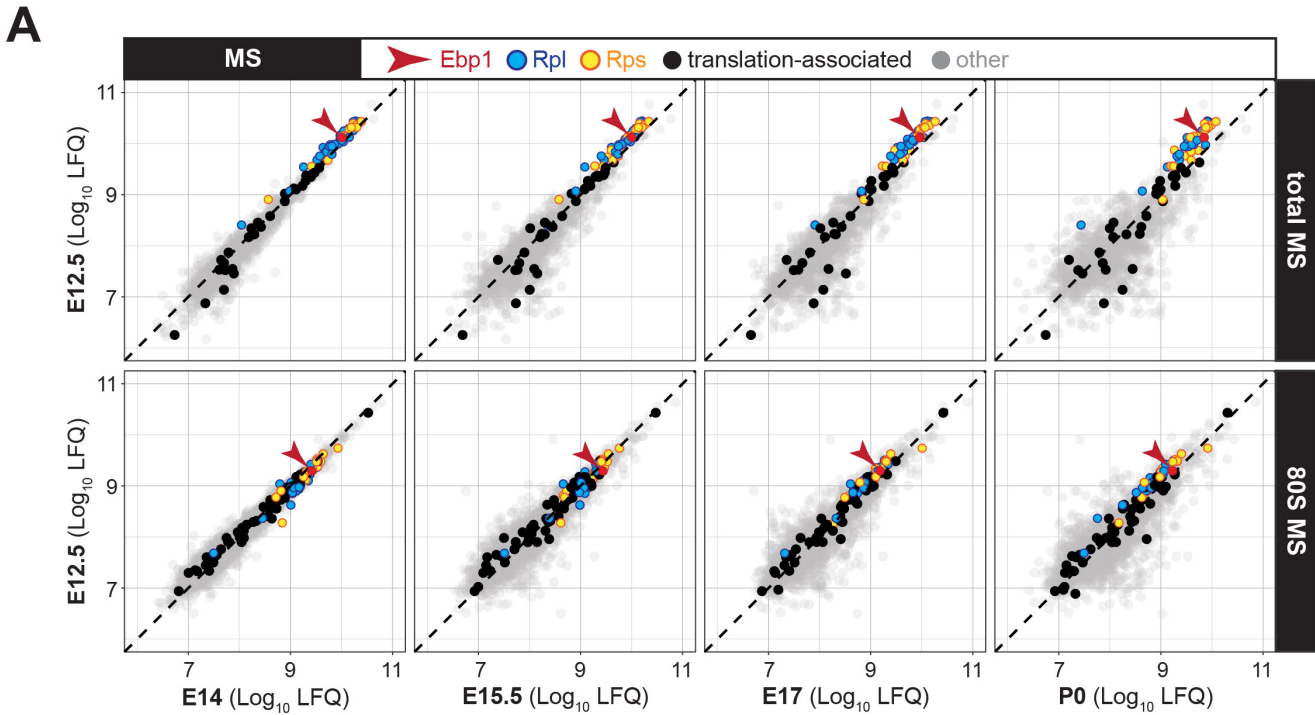 A
MS Ebp1 Rpl Rps translation-associated other
11
9
7
E12.5 (Log10 LFQ)
total MS
11
9
7
E12.5 (Log10 LFQ)
80S MS
7 9 11 7 9 11 7 9 11 7 9 11
E14 (Log10 LFQ) E15.5 (Log10 LFQ) E17 (Log10 LFQ) P0 (Log10 LFQ)